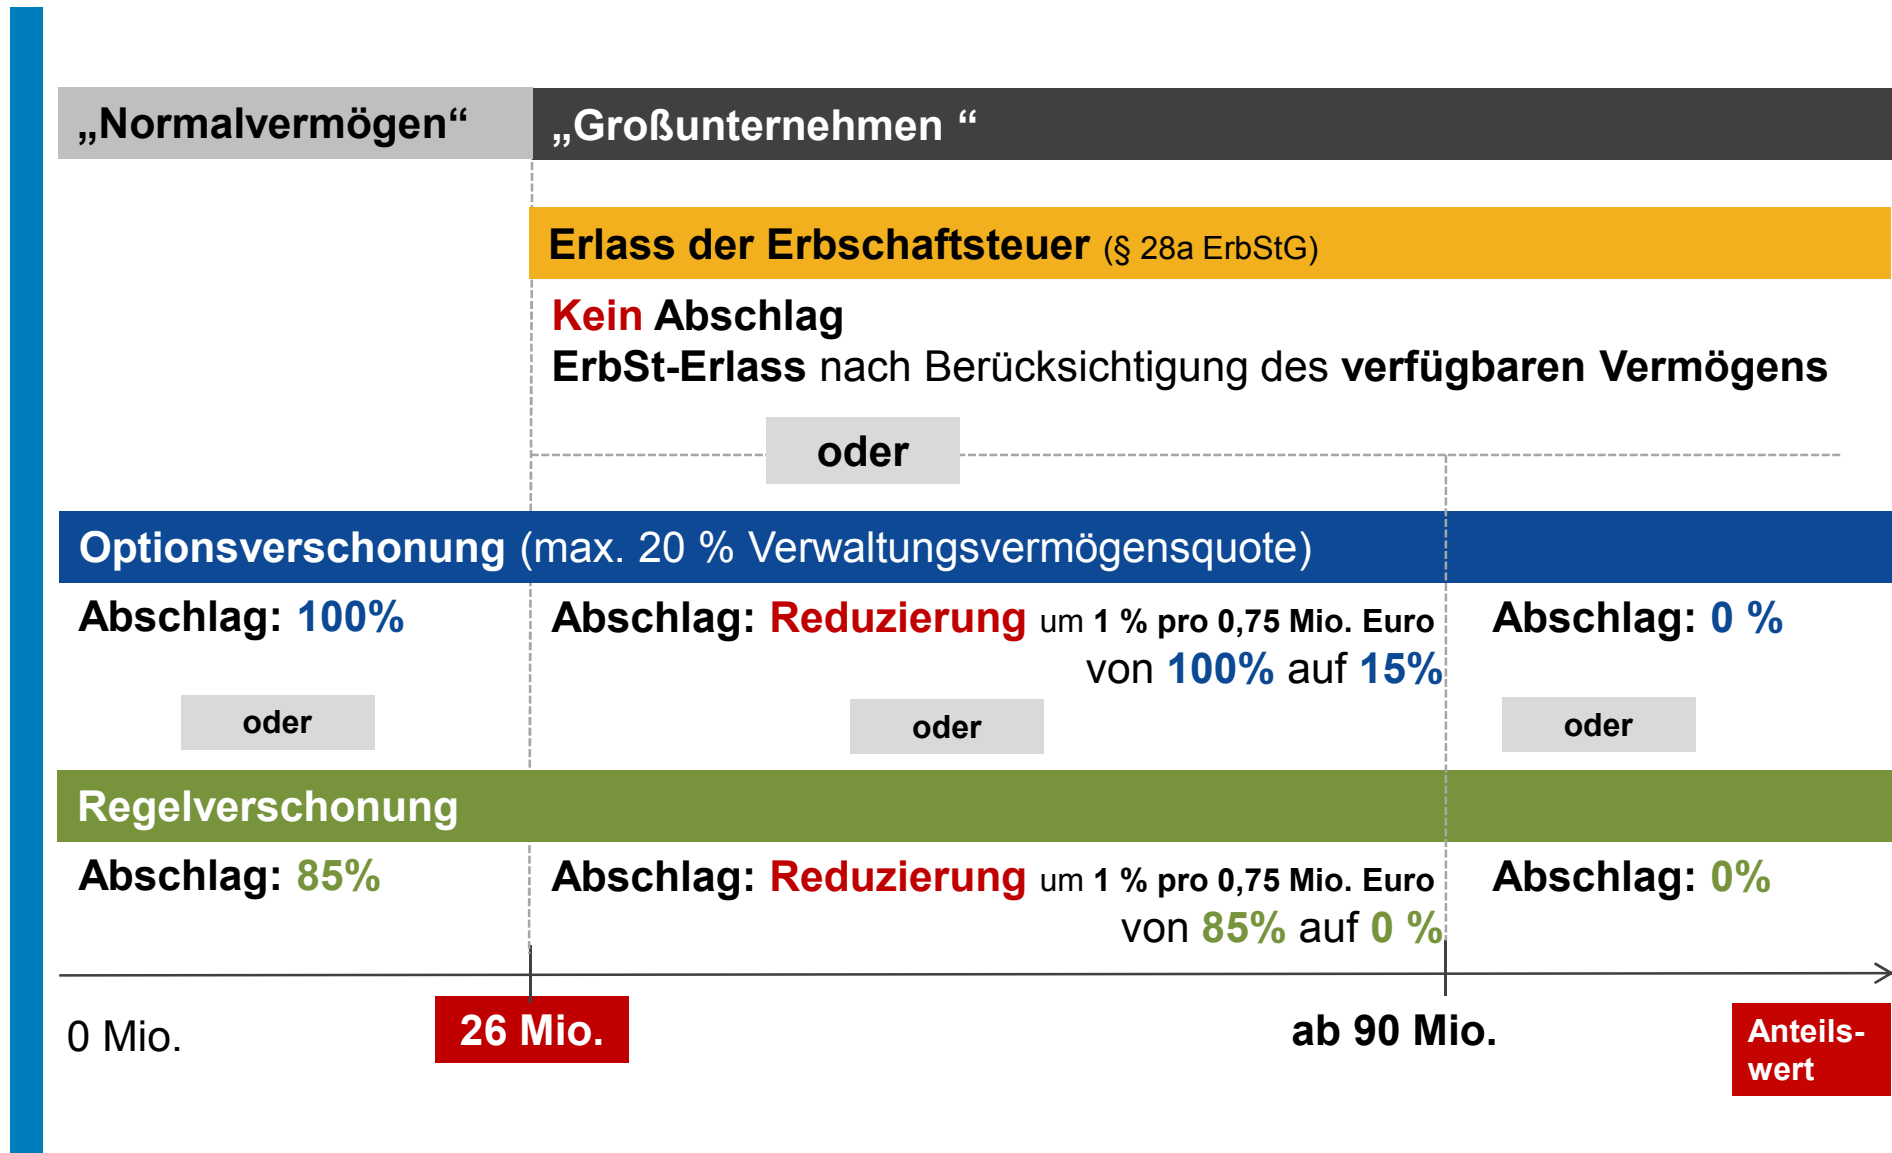 „Normalvermögen“
„Großunternehmen “
Erlass der Erbschaftsteuer (§ 28a ErbStG)
Kein Abschlag
ErbSt-Erlass nach Berücksichtigung des verfügbaren Vermögens
oder
Optionsverschonung (max. 20 % Verwaltungsvermögensquote)
Abschlag: 100%
Abschlag: Reduzierung um 1 % pro 0,75 Mio. Euro
von 100% auf 15%
Abschlag: 0 %
oder
oder
oder
Regelverschonung
Abschlag: 85%
Abschlag: Reduzierung um 1 % pro 0,75 Mio. Euro
von 85% auf 0 %
Abschlag: 0%
0 Mio.
26 Mio.
ab 90 Mio.
Anteils-
wert